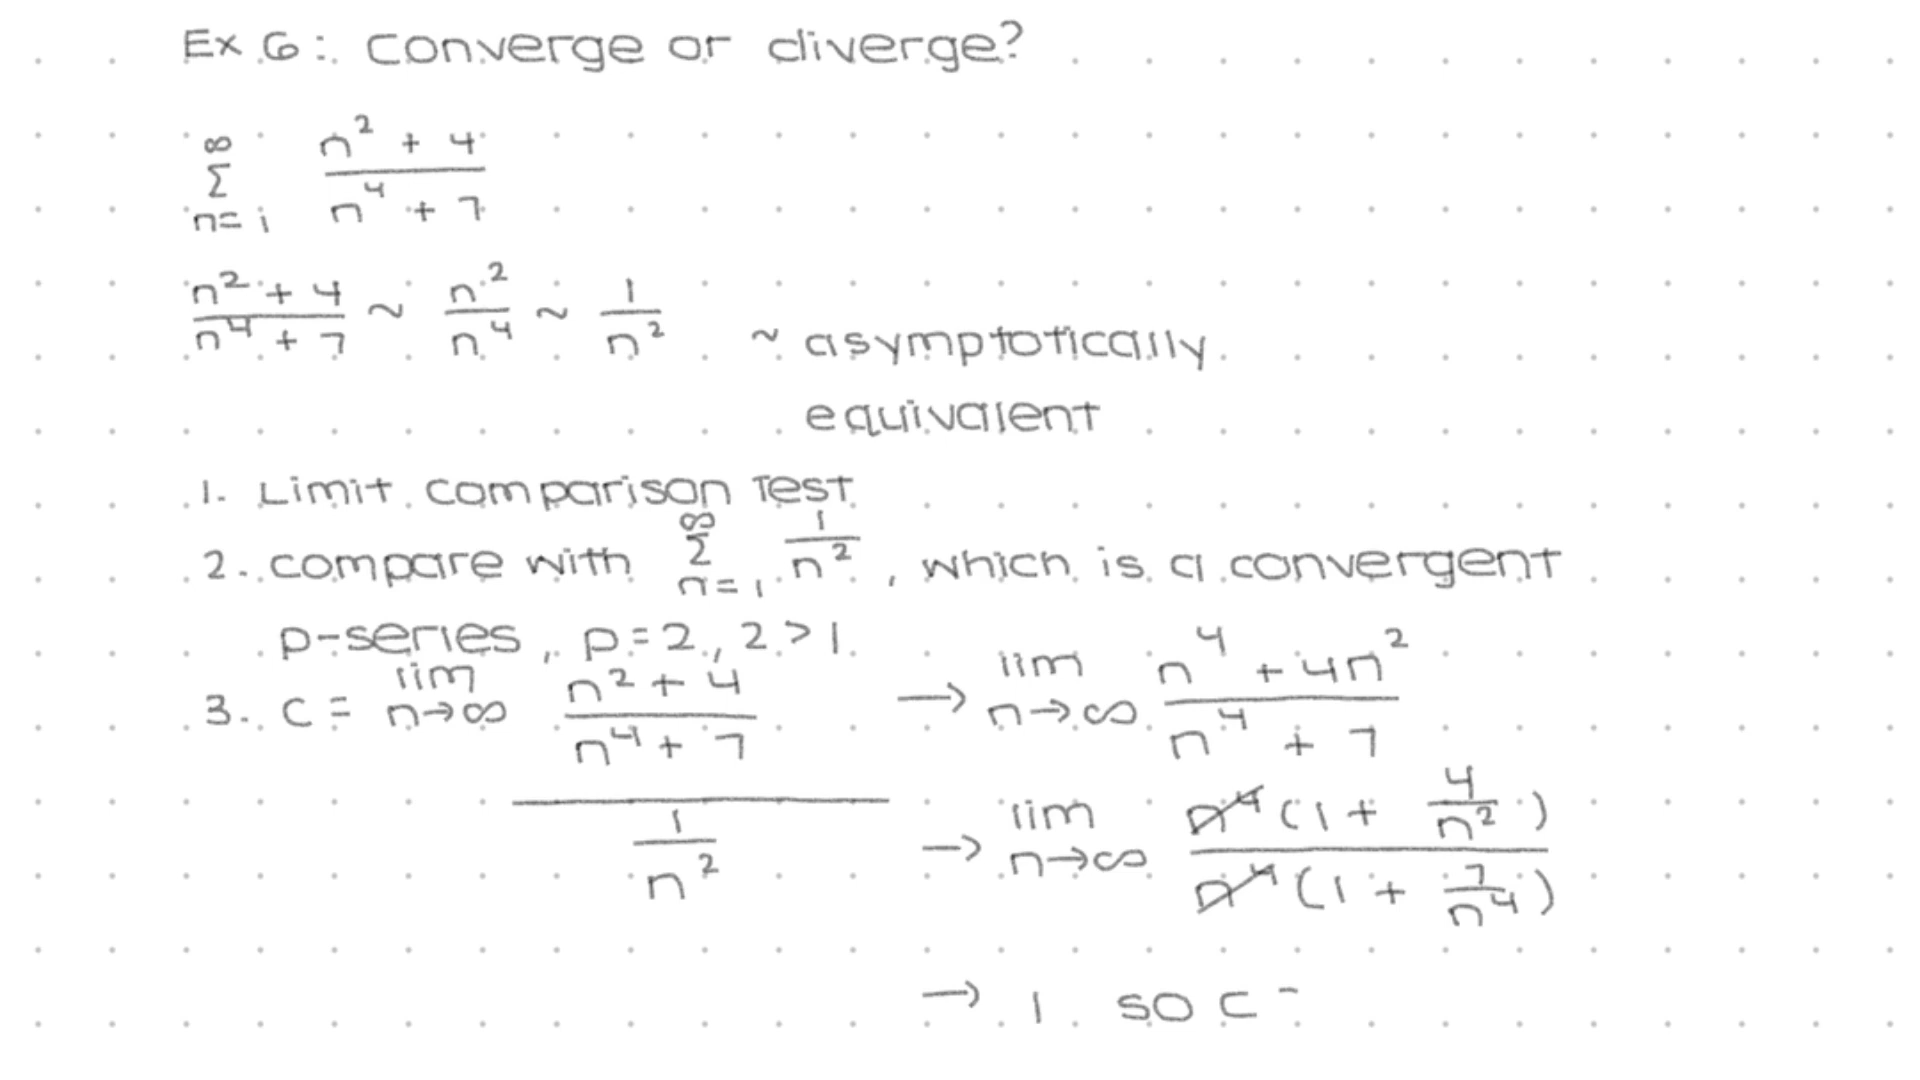 Ex 6: converge or diverge?
∞ Σ n=1 (n² + 4)/(n⁴ + 7)
(n² + 4)/(n⁴ + 7) ~ n²/n⁴ ~ 1/n² ~ asymptotically
equivalent
1. Limit comparison Test
2. compare with ∞ Σ n=1 1/n², which is a convergent
p-series, p=2, 2>1
3. c = lim n→∞ ((n² + 4)/(n⁴ + 7))/(1/n²) → lim n→∞ (n⁴ + 4n²)/(n⁴ + 7)
→ lim n→∞ n⁴(1 + 4/n²)/n⁴(1 + 7/n⁴)
→ 1 so c -